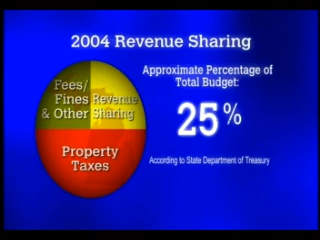 2004 Revenue Sharing
Fees/
Fines
& Other
Revenue
Sharing
Property
Taxes
Approximate Percentage of
Total Budget:
25%
According to State Department of Treasury